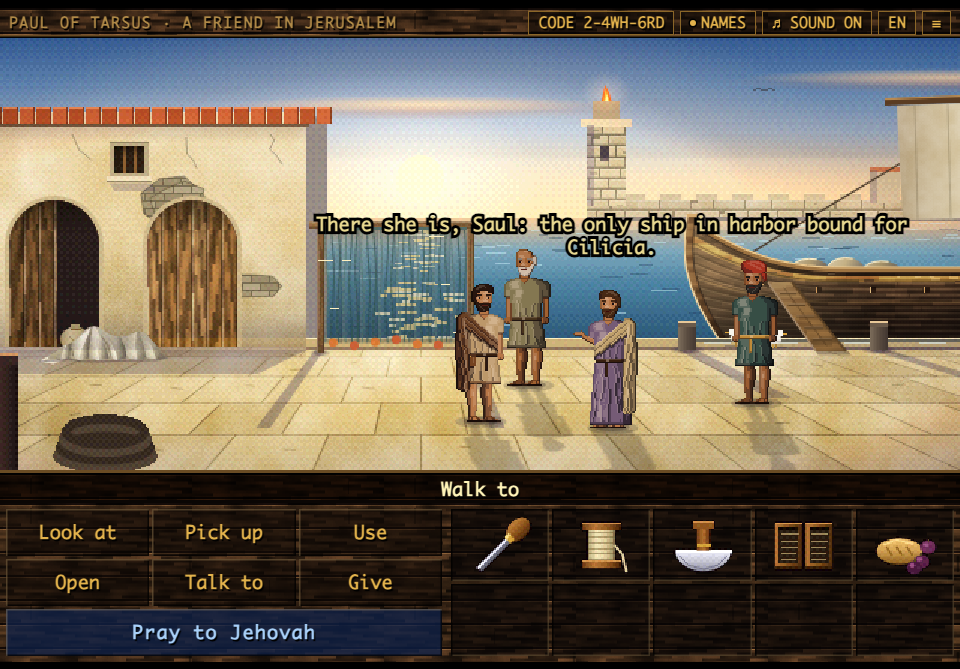 PAUL OF TARSUS · A FRIEND IN JERUSALEM
CODE 2-4WH-6RD
• NAMES
♬ SOUND ON
EN
≡
There she is, Saul: the only ship in harbor bound for
Cilicia.
Walk to
Look at
Pick up
Use
Open
Talk to
Give
Pray to Jehovah